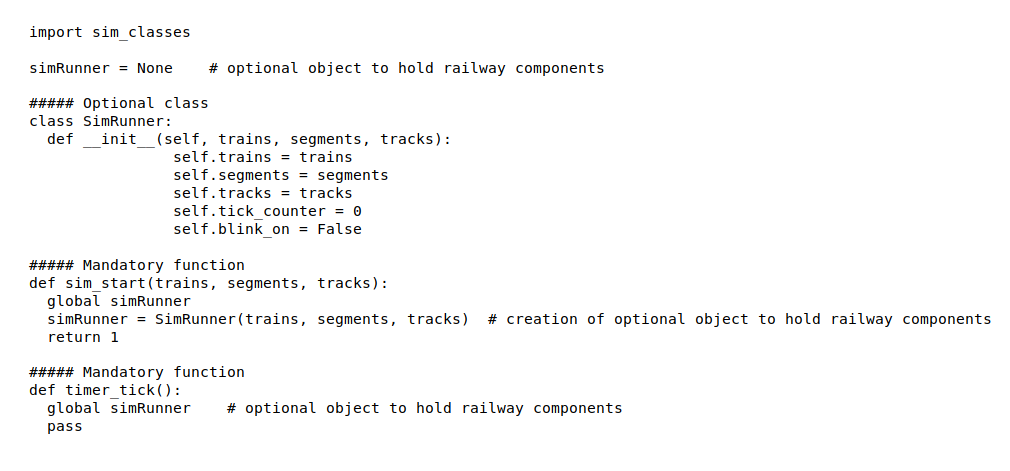 import sim_classes

simRunner = None    # optional object to hold railway components

##### Optional class
class SimRunner:
  def __init__(self, trains, segments, tracks):
                self.trains = trains
                self.segments = segments
                self.tracks = tracks
                self.tick_counter = 0
                self.blink_on = False

##### Mandatory function
def sim_start(trains, segments, tracks):
  global simRunner
  simRunner = SimRunner(trains, segments, tracks)  # creation of optional object to hold railway components
  return 1

##### Mandatory function
def timer_tick():
  global simRunner    # optional object to hold railway components
  pass